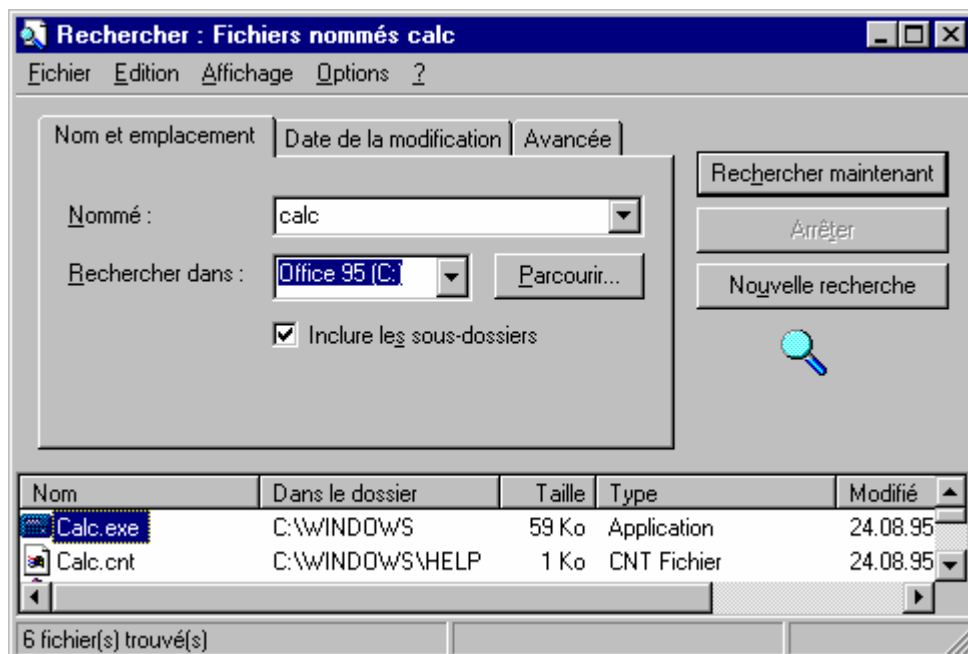 Rechercher : Fichiers nommés calc
Fichier Edition Affichage Options ?
Nom et emplacement Date de la modification Avancée
Nommé : calc
Rechercher dans : Office 95 (C:) Parcourir...
Inclure les sous-dossiers
Rechercher maintenant
Arrêter
Nouvelle recherche
Nom Dans le dossier Taille Type Modifié
Calc.exe C:\WINDOWS 59 Ko Application 24.08.95
Calc.cnt C:\WINDOWS\HELP 1 Ko CNT Fichier 24.08.95
6 fichier(s) trouvé(s)